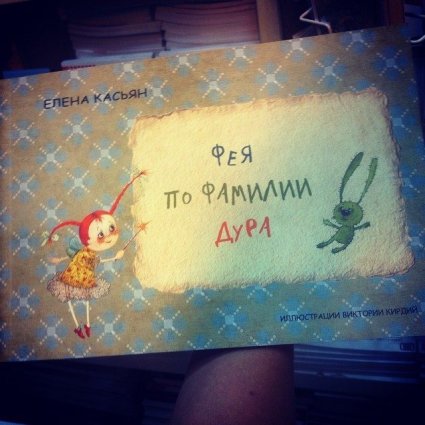 ЕЛЕНА КАСЬЯН
ФЕЯ
ПО ФАМИЛИИ
ДУРА
ИЛЛЮСТРАЦИИ ВИКТОРИИ КИРДИЙ